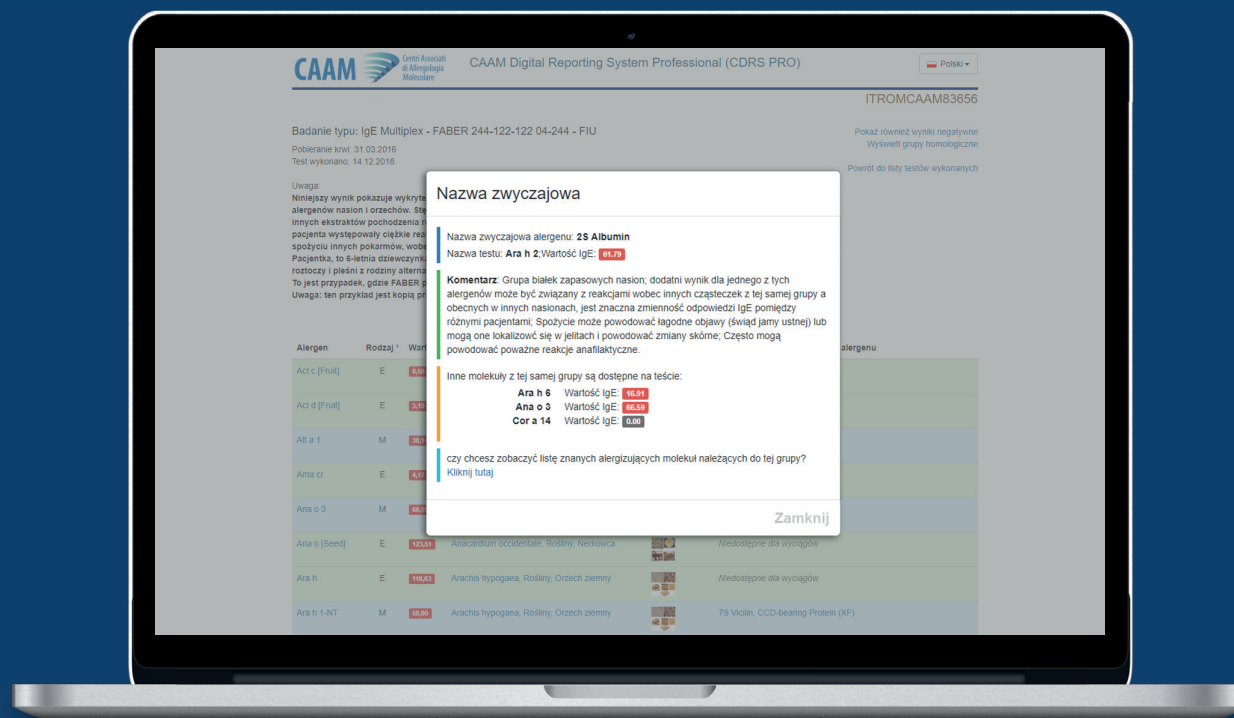 CAAM
Centri Associati
di Allergologia
Molecolare
CAAM Digital Reporting System Professional (CDRS PRO)
Polski
ITROMCAAM83656
Badanie typu: IgE Multiplex - FABER 244-122-122 04-244 - FIU
Pobieranie krwi: 31.03.2016
Test wykonano: 14.12.2016
Pokaż również wyniki negatywne
Wyświetl grupy homologiczne
Powrót do listy testów wykonanych
Uwaga:
Niniejszy wynik pokazuje wykryte
alergenów nasion i orzechów.
innych ekstraktów pochodzenia
pacjenta występowały ciężkie
spożyciu innych pokarmów,
Pacjentka, to 6-letnia dziewczynka
roztoczy i pleśni z rodziny
To jest przypadek, gdzie FABER
Uwaga: ten przykład jest kopią
Nazwa zwyczajowa
Nazwa zwyczajowa alergenu: 2S Albumin
Nazwa testu: Ara h 2;Wartość IgE: 61.79
Komentarz: Grupa białek zapasowych nasion; dodatni wynik dla jednego z tych
alergenów może być związany z reakcjami wobec innych cząsteczek z tej samej grupy a
obecnych w innych nasionach, jest znaczna zmienność odpowiedzi IgE pomiędzy
różnymi pacjentami; Spożycie może powodować łagodne objawy (świąd jamy ustnej) lub
mogą one lokalizowć się w jelitach i powodować zmiany skórne; Często mogą
powodować poważne reakcje anafilaktyczne.
Inne molekuły z tej samej grupy są dostępne na teście:
Ara h 6 Wartość IgE: 16.91
Ana o 3 Wartość IgE: 66.59
Cor a 14 Wartość IgE: 0.00
czy chcesz zobaczyć listę znanych alergizujących molekuł należących do tej grupy?
Kliknij tutaj
Zamknij
Alergen Rodzaj alergenu
Act c [Fruit] E
Act d [Fruit] E
Alt a 1 M
Ama cr E
Ana o 3 M
Ana o [Seed] E 123,51 Anacardium occidentale, Rośliny, Nerkowca Niedostępne dla wyciągów
Ara h E 118,63 Arachis hypogaea, Rośliny, Orzech ziemny Niedostępne dla wyciągów
Ara h 1-NT M 58,90 Arachis hypogaea, Rośliny, Orzech ziemny 7S Vicilin, CCD-bearing Protein (XF)